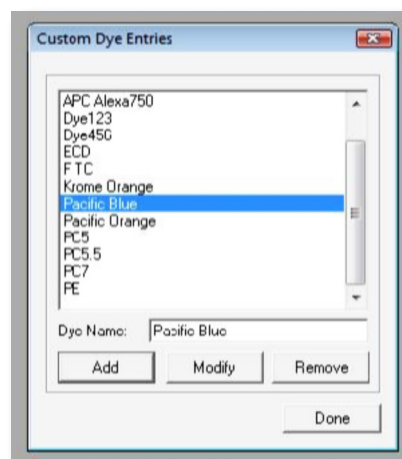 Custom Dye Entries
APC Alexa750
Dye123
Dye456
ECD
FITC
Krome Orange
Pacific Blue
Pacific Orange
PC5
PC5.5
PC7
PE
Dye Name: Pacific Blue
Add Modify Remove
Done